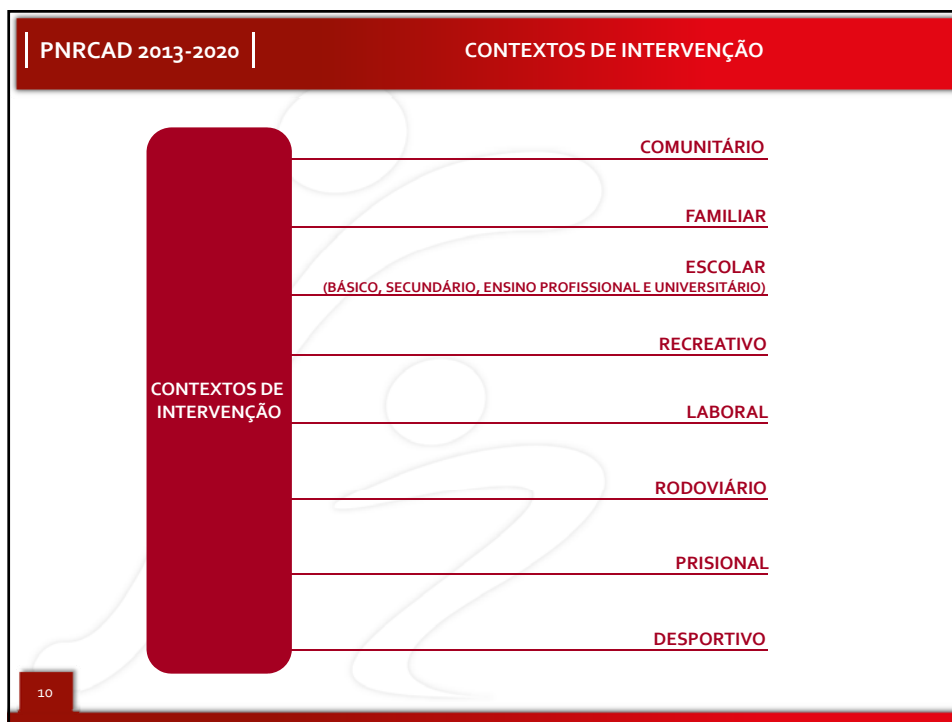 PNRCAD 2013-2020
CONTEXTOS DE INTERVENÇÃO
CONTEXTOS DE
INTERVENÇÃO
COMUNITÁRIO
FAMILIAR
ESCOLAR
(BÁSICO, SECUNDÁRIO, ENSINO PROFISSIONAL E UNIVERSITÁRIO)
RECREATIVO
LABORAL
RODOVIÁRIO
PRISIONAL
DESPORTIVO
10